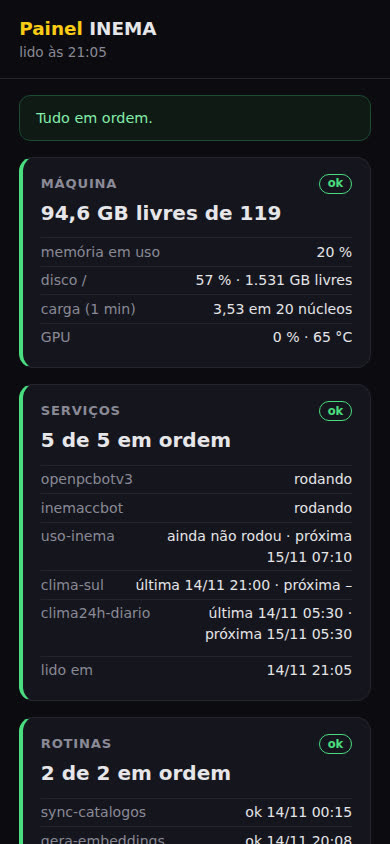 Painel INEMA
lido às 21:05
Tudo em ordem.
MÁQUINA ok
94,6 GB livres de 119
memória em uso 20 %
disco / 57 % · 1.531 GB livres
carga (1 min) 3,53 em 20 núcleos
GPU 0 % · 65 °C
SERVIÇOS ok
5 de 5 em ordem
openpcbotv3 rodando
inemaccbot rodando
uso-inema ainda não rodou · próxima
15/11 07:10
clima-sul última 14/11 21:00 · próxima –
clima24h-diario última 14/11 05:30 ·
próxima 15/11 05:30
lido em 14/11 21:05
ROTINAS ok
2 de 2 em ordem
sync-catalogos ok 14/11 00:15
gera-embeddings ok 14/11 20:08